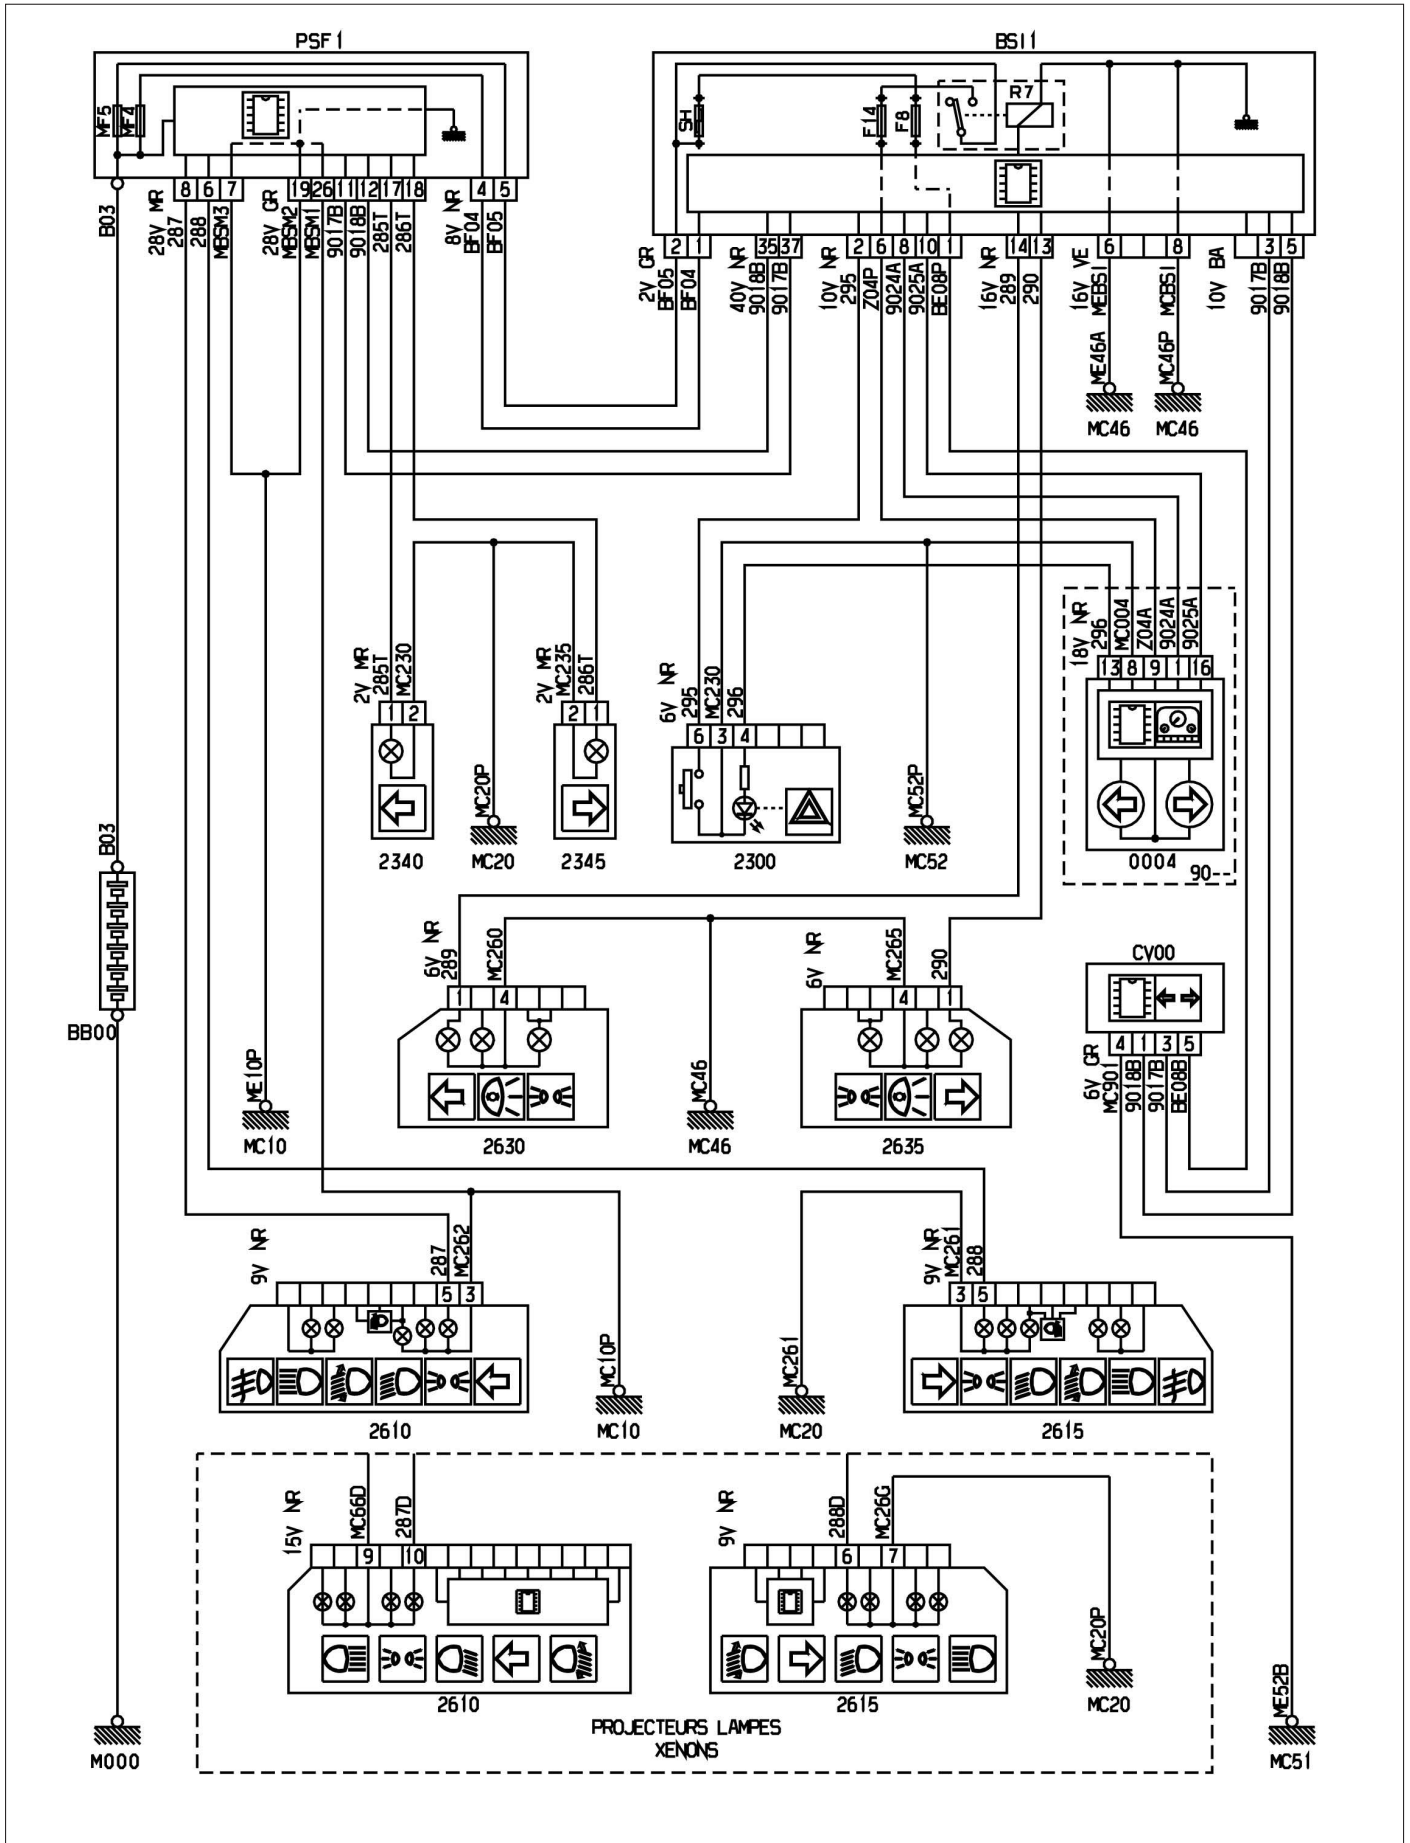 PSF1
BSI1
MF5
MF4
SH
F14
F8
R7
8 6 7 19 26 11 12 17 18 4 5
2 1 35 37 2 6 8 10 1 14 13 6 8 3 5
B03
28V MR
287
288
MBSM3
28V GR
MBSM2
MBSM1
9017B
9018B
285T
286T
8V NR
BF04
BF05
2V GR
BF05
BF04
40V NR
9018B
9017B
10V NR
295
Z04P
9024A
9025A
BE08P
16V NR
289
290
16V VE
MEBSI
MCBSI
10V BA
9017B
9018B
ME46A
MC46P
MC46
MC46
2V MR
285T
MC230
2V MR
MC235
286T
6V NR
295
MC230
296
18V NR
296
MC004
Z04A
9024A
9025A
13 8 9 1 16
1 2
2 1
6 3 4
MC20P
MC52P
2340
MC20
2345
2300
MC52
0004
90--
B03
BB00
6V NR
289
MC260
6V NR
MC265
290
1 4
4 1
CV00
4 1 3 5
6V GR
MC901
9018B
9017B
BE08B
ME10P
MC46
MC10
2630
MC46
2635
9V NR
287
MC262
9V NR
MC261
288
5 3
3 5
MC10P
MC261
2610
MC10
MC20
2615
15V NR
MC66D
287D
9V NR
288D
MC26G
9 10
6 7
MC20P
ME52B
2610
2615
MC20
PROJECTEURS LAMPES
XENONS
M000
MC51